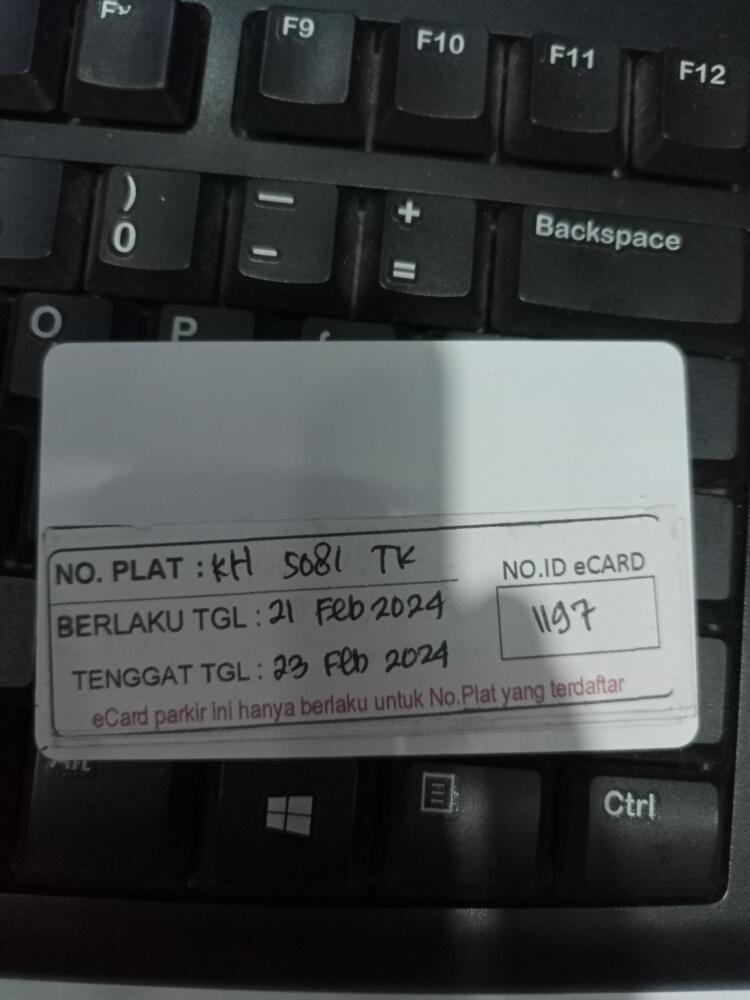 F9 F10 F11 F12
) — +
0 - =
Backspace
O P
NO. PLAT : KH 5081 TK
NO.ID eCARD
BERLAKU TGL : 21 Feb 2024
1197
TENGGAT TGL : 23 Feb 2024
eCard parkir ini hanya berlaku untuk No.Plat yang terdaftar
Ctrl